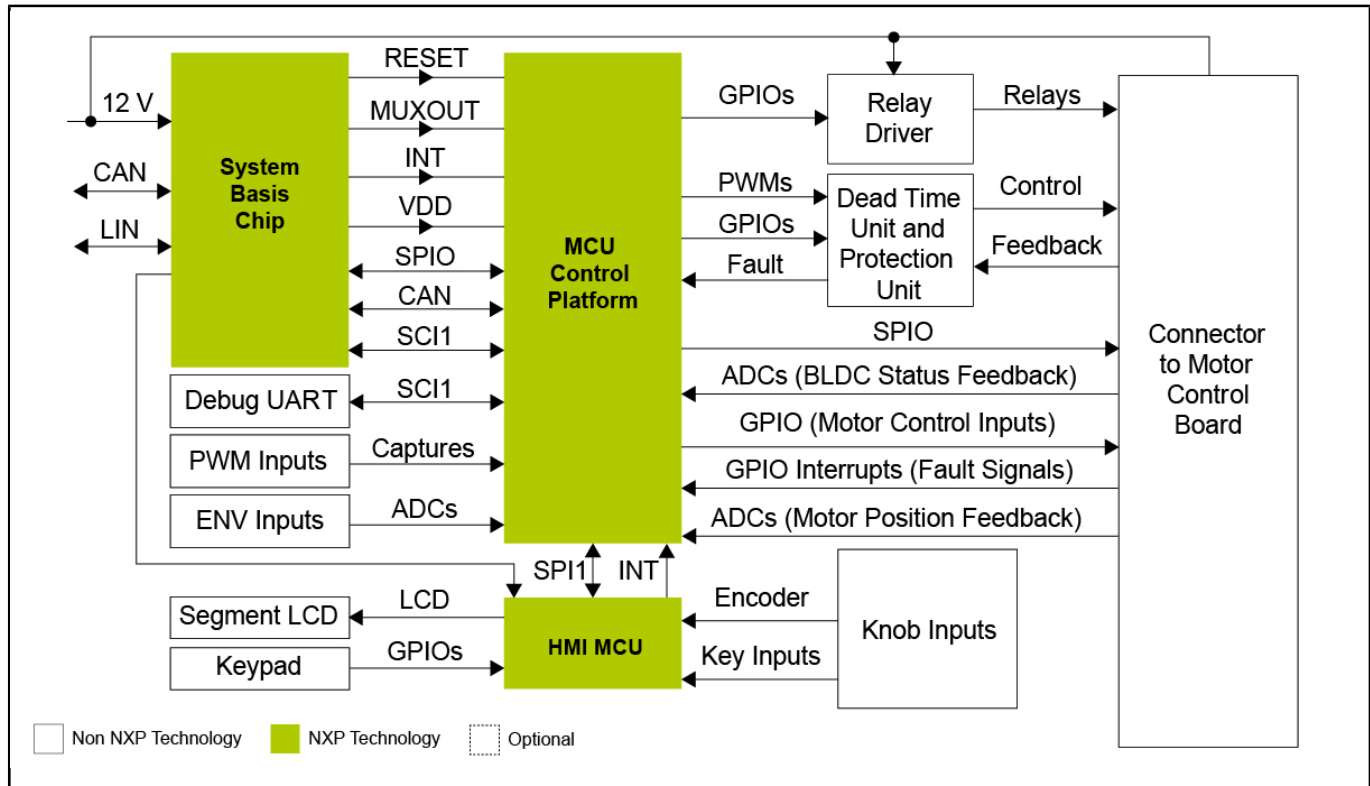 12 V
CAN
LIN
System
Basis
Chip
RESET
MUXOUT
INT
VDD
SPIO
CAN
SCI1
Debug UART
SCI1
PWM Inputs
Captures
ENV Inputs
ADCs
MCU
Control
Platform
GPIOs
Relay
Driver
Relays
PWMs
GPIOs
Fault
Dead Time
Unit and
Protection
Unit
Control
Feedback
SPIO
ADCs (BLDC Status Feedback)
GPIO (Motor Control Inputs)
GPIO Interrupts (Fault Signals)
ADCs (Motor Position Feedback)
Connector
to Motor
Control
Board
SPI1
INT
Segment LCD
LCD
Keypad
GPIOs
HMI MCU
Encoder
Key Inputs
Knob Inputs
Non NXP Technology
NXP Technology
Optional